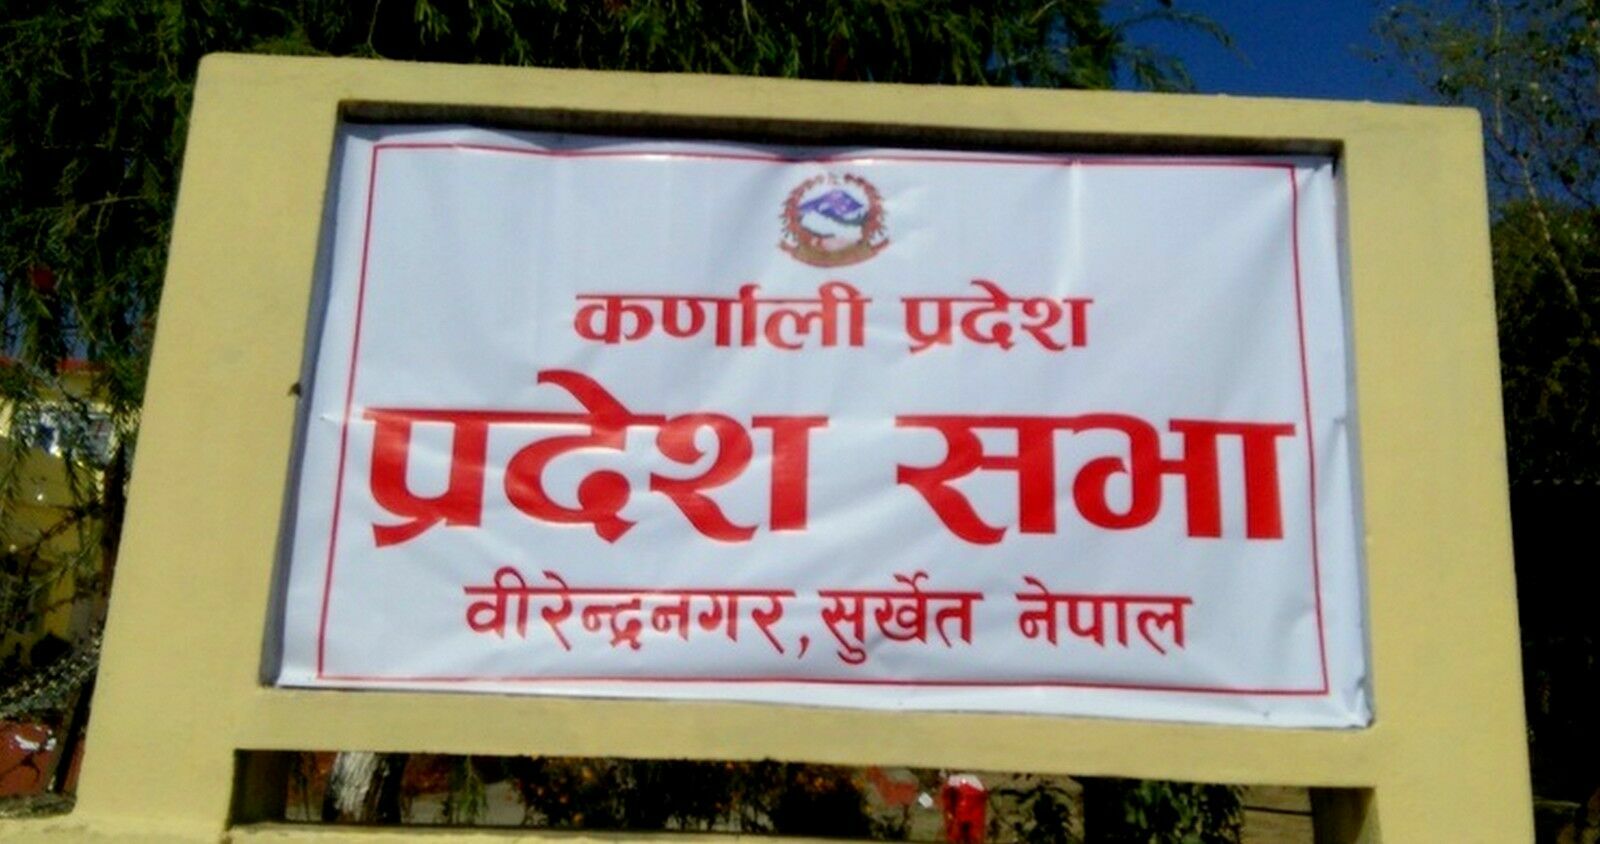 कर्णाली प्रदेश
प्रदेश सभा
वीरेन्द्रनगर, सुर्खेत नेपाल